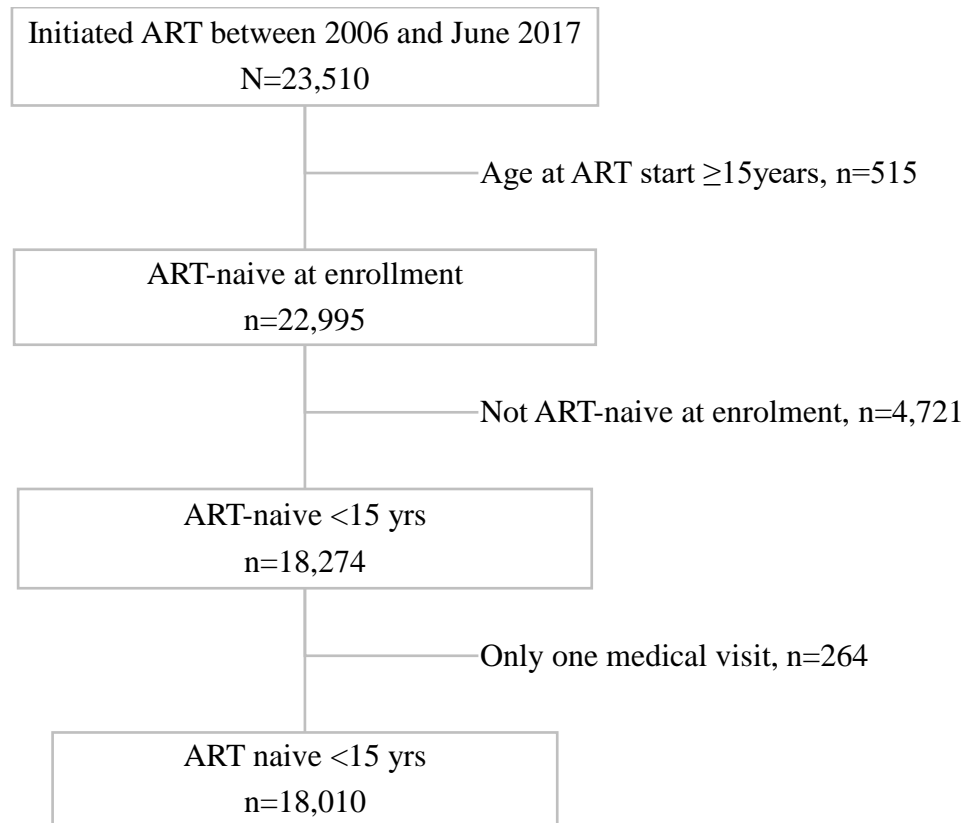 Initiated ART between 2006 and June 2017
N=23,510
Age at ART start ≥15years, n=515
ART-naive at enrollment
n=22,995
Not ART-naive at enrolment, n=4,721
ART-naive <15 yrs
n=18,274
Only one medical visit, n=264
ART naive <15 yrs
n=18,010